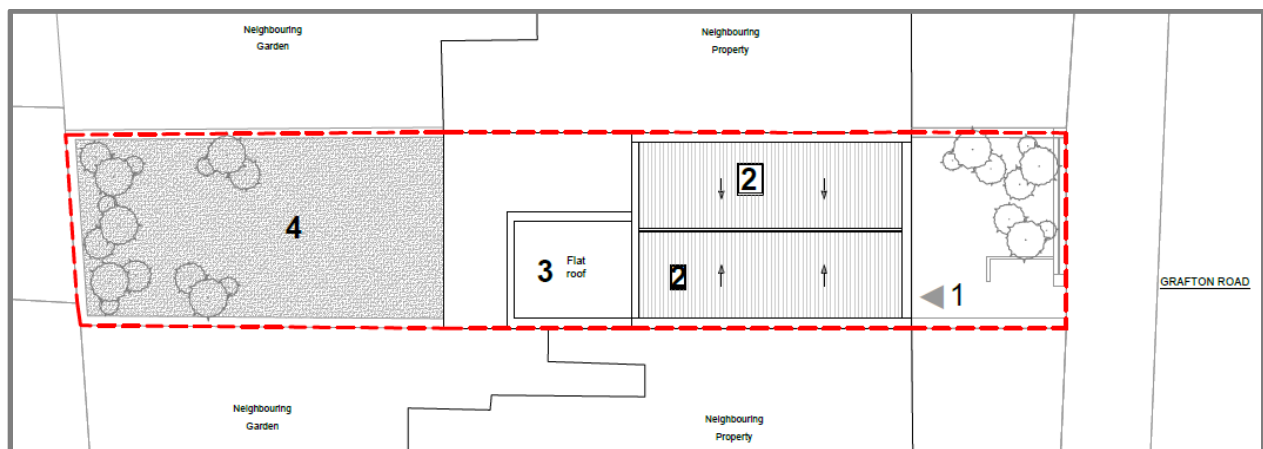 Neighbouring
Garden
Neighbouring
Property
2
4
3
Flat
roof
2
1
GRAFTON ROAD
Neighbouring
Garden
Neighbouring
Property